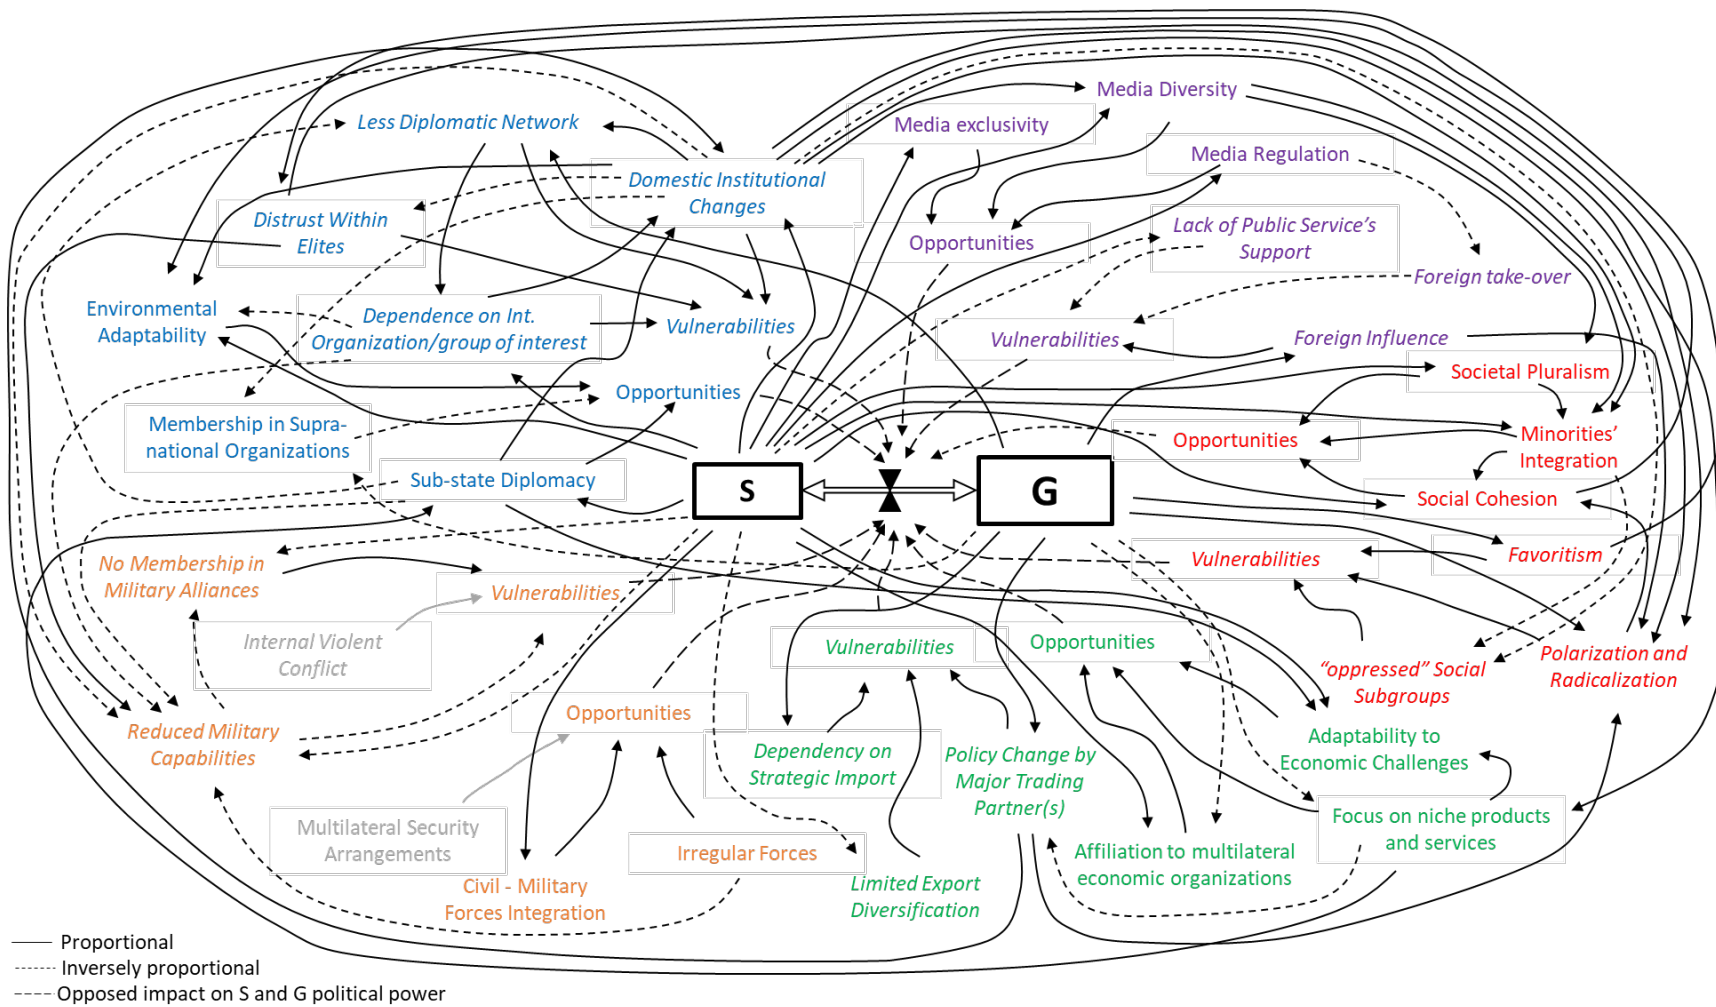 Media Diversity
Less Diplomatic Network
Media exclusivity
Media Regulation
Domestic Institutional
Changes
Distrust Within
Elites
Lack of Public Service's
Support
Opportunities
Foreign take-over
Environmental
Adaptability
Dependence on Int.
Organization/group of interest
Vulnerabilities
Vulnerabilities
Foreign Influence
Societal Pluralism
Opportunities
Membership in Supra-
national Organizations
Opportunities
Minorities'
Integration
Sub-state Diplomacy
S
G
Social Cohesion
No Membership in
Military Alliances
Vulnerabilities
Vulnerabilities
Favoritism
Internal Violent
Conflict
Vulnerabilities
Opportunities
"oppressed" Social
Subgroups
Polarization and
Radicalization
Reduced Military
Capabilities
Opportunities
Dependency on
Strategic Import
Policy Change by
Major Trading
Partner(s)
Adaptability to
Economic Challenges
Multilateral Security
Arrangements
Irregular Forces
Focus on niche products
and services
Affiliation to multilateral
economic organizations
Civil - Military
Forces Integration
Limited Export
Diversification
Proportional
Inversely proportional
Opposed impact on S and G political power